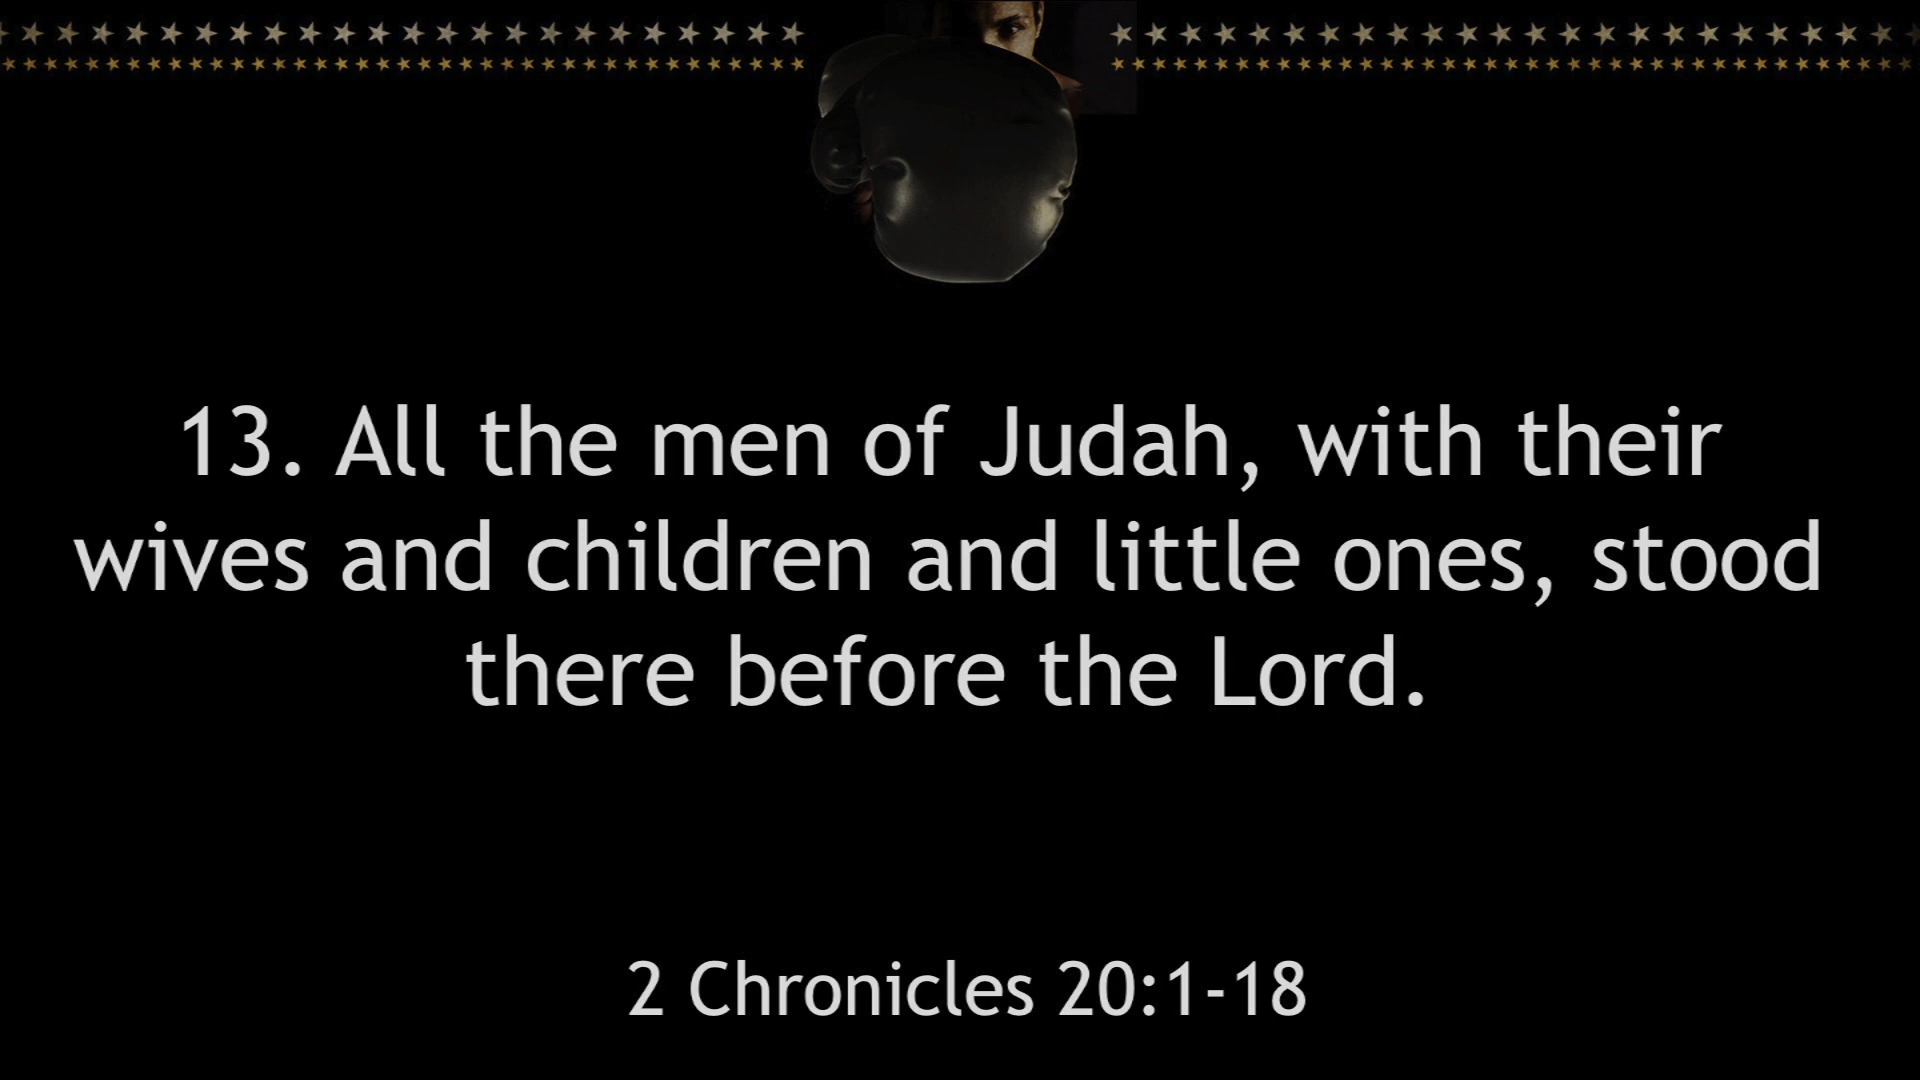 13. All the men of Judah, with their
wives and children and little ones, stood
there before the Lord.
2 Chronicles 20:1-18